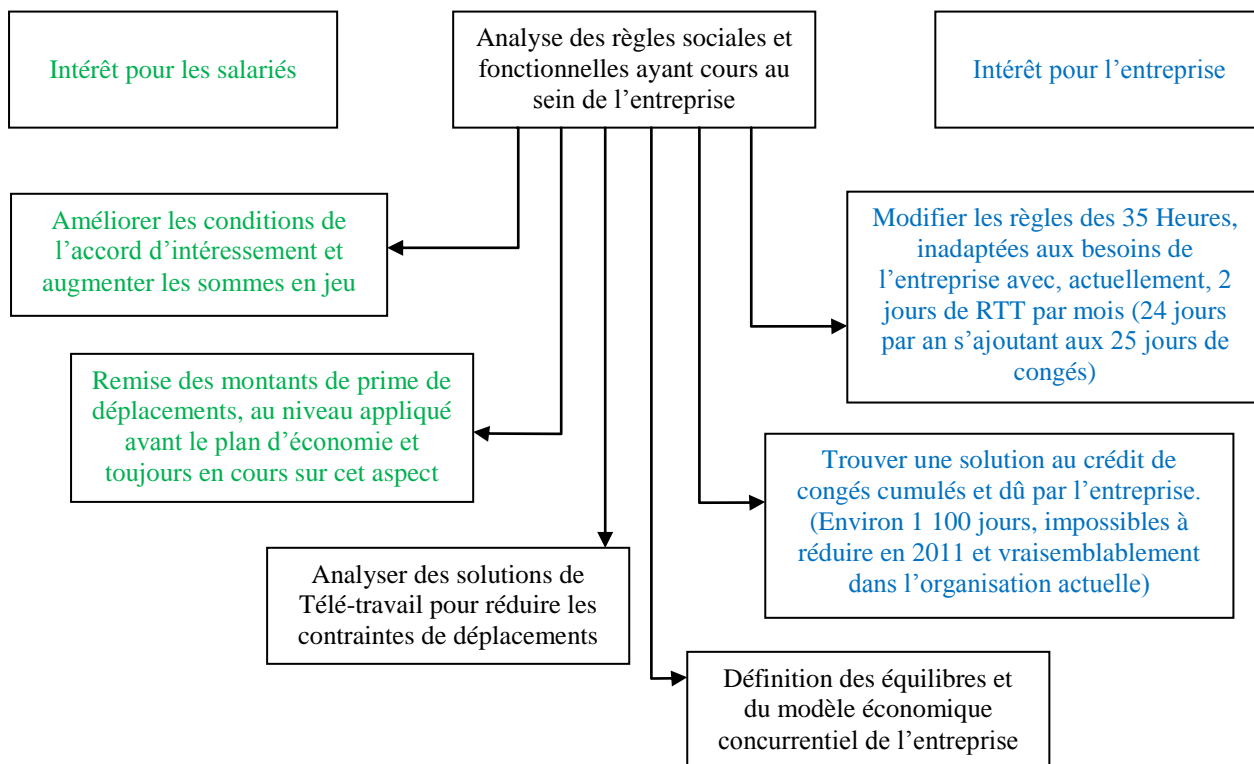 Intérêt pour les salariés
Analyse des règles sociales et
fonctionnelles ayant cours au
sein de l’entreprise
Intérêt pour l’entreprise
Améliorer les conditions de
l’accord d’intéressement et
augmenter les sommes en jeu
Modifier les règles des 35 Heures,
inadaptées aux besoins de
l’entreprise avec, actuellement, 2
jours de RTT par mois (24 jours
par an s’ajoutant aux 25 jours de
congés)
Remise des montants de prime de
déplacements, au niveau appliqué
avant le plan d’économie et
toujours en cours sur cet aspect
Trouver une solution au crédit de
congés cumulés et dû par l’entreprise.
(Environ 1 100 jours, impossibles à
réduire en 2011 et vraisemblablement
dans l’organisation actuelle)
Analyser des solutions de
Télé-travail pour réduire les
contraintes de déplacements
Définition des équilibres et
du modèle économique
concurrentiel de l’entreprise